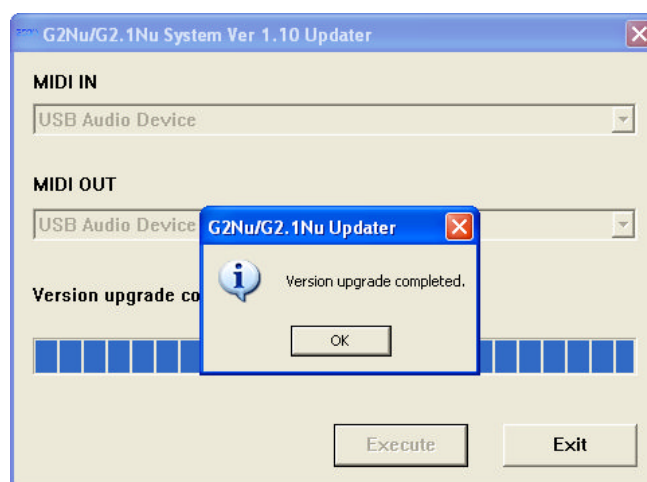 G2Nu/G2.1Nu System Ver 1.10 Updater
MIDI IN
USB Audio Device
MIDI OUT
USB Audio Device
G2Nu/G2.1Nu Updater
Version upgrade completed.
Version upgrade co
OK
Execute
Exit